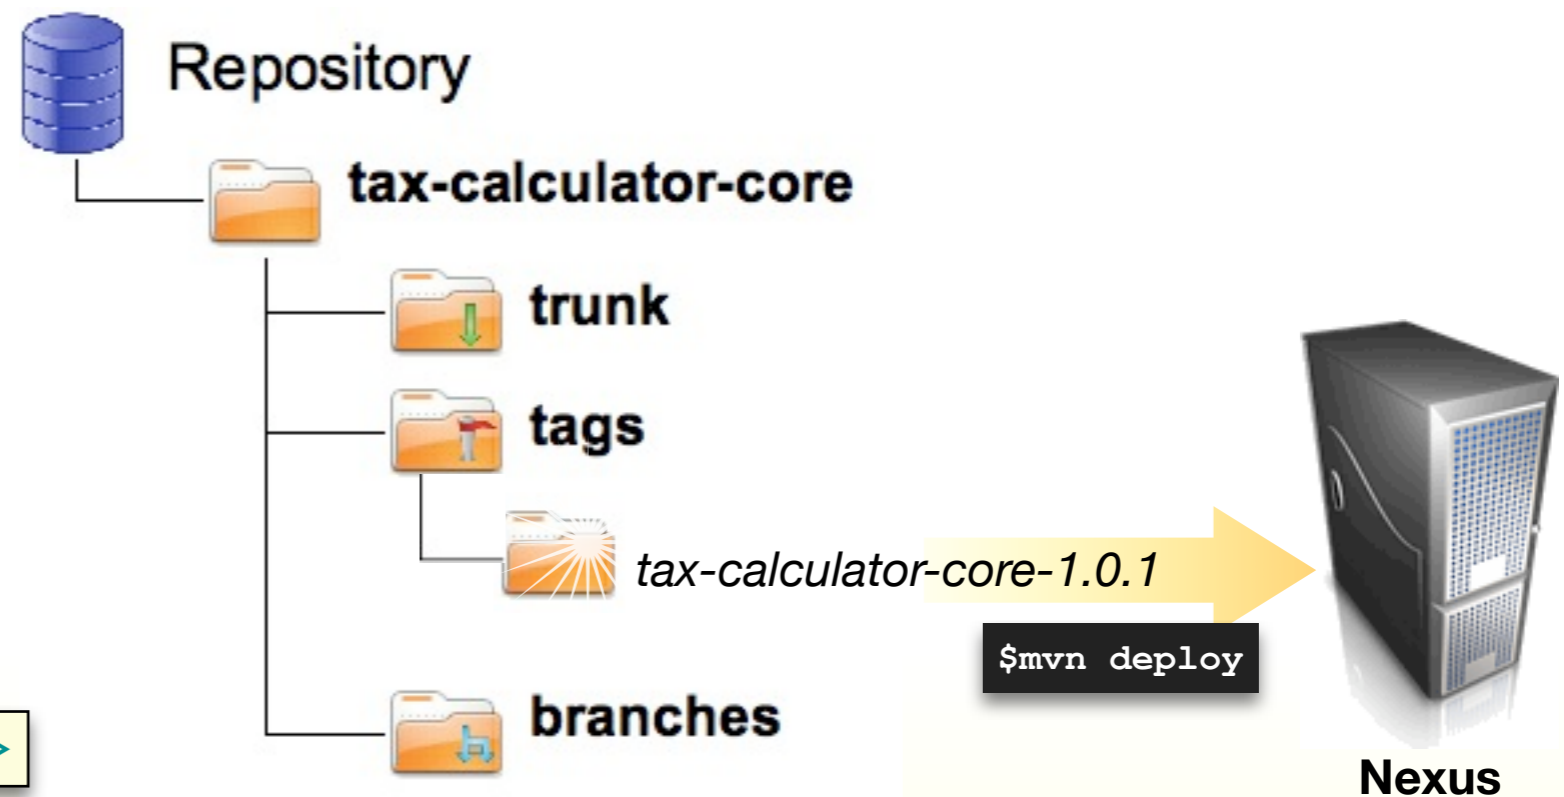 Repository
tax-calculator-core
trunk
tags
tax-calculator-core-1.0.1
$mvn deploy
branches
>
Nexus